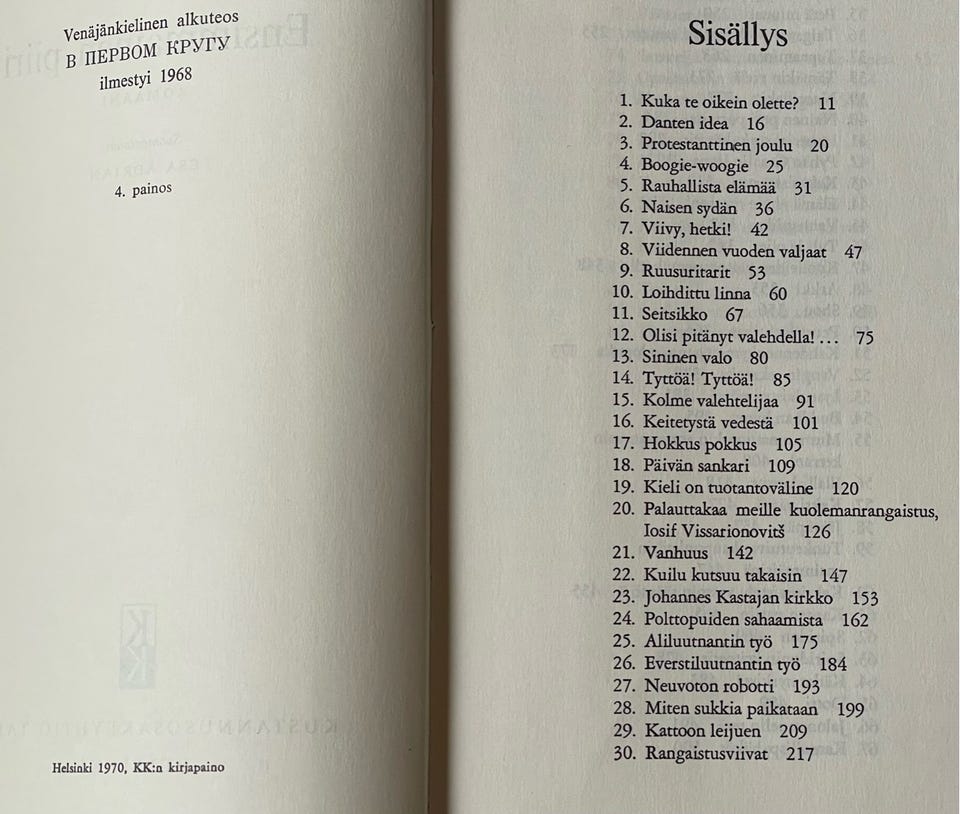 Venäjänkielinen alkuteos
В ПЕРВОМ КРУГУ
ilmestyi 1968
4. painos
Helsinki 1970, KK:n kirjapaino
Sisällys
1. Kuka te oikein olette? 11
2. Danten idea 16
3. Protestanttinen joulu 20
4. Boogie-woogie 25
5. Rauhallista elämää 31
6. Naisen sydän 36
7. Viivy, hetki! 42
8. Viidennen vuoden valjaat 47
9. Ruusuritarit 53
10. Loihdittu linna 60
11. Seitsikko 67
12. Olisi pitänyt valehdella! ... 75
13. Sininen valo 80
14. Tyttöä! Tyttöä! 85
15. Kolme valehtelijaa 91
16. Keitetystä vedestä 101
17. Hokkus pokkus 105
18. Päivän sankari 109
19. Kieli on tuotantoväline 120
20. Palauttakaa meille kuolemanrangaistus,
Iosif Vissarionovitš 126
21. Vanhuus 142
22. Kuilu kutsuu takaisin 147
23. Johannes Kastajan kirkko 153
24. Polttopuiden sahaamista 162
25. Aliluutnantin työ 175
26. Everstiluutnantin työ 184
27. Neuvoton robotti 193
28. Miten sukkia paikataan 199
29. Kattoon leijuen 209
30. Rangaistusviivat 217